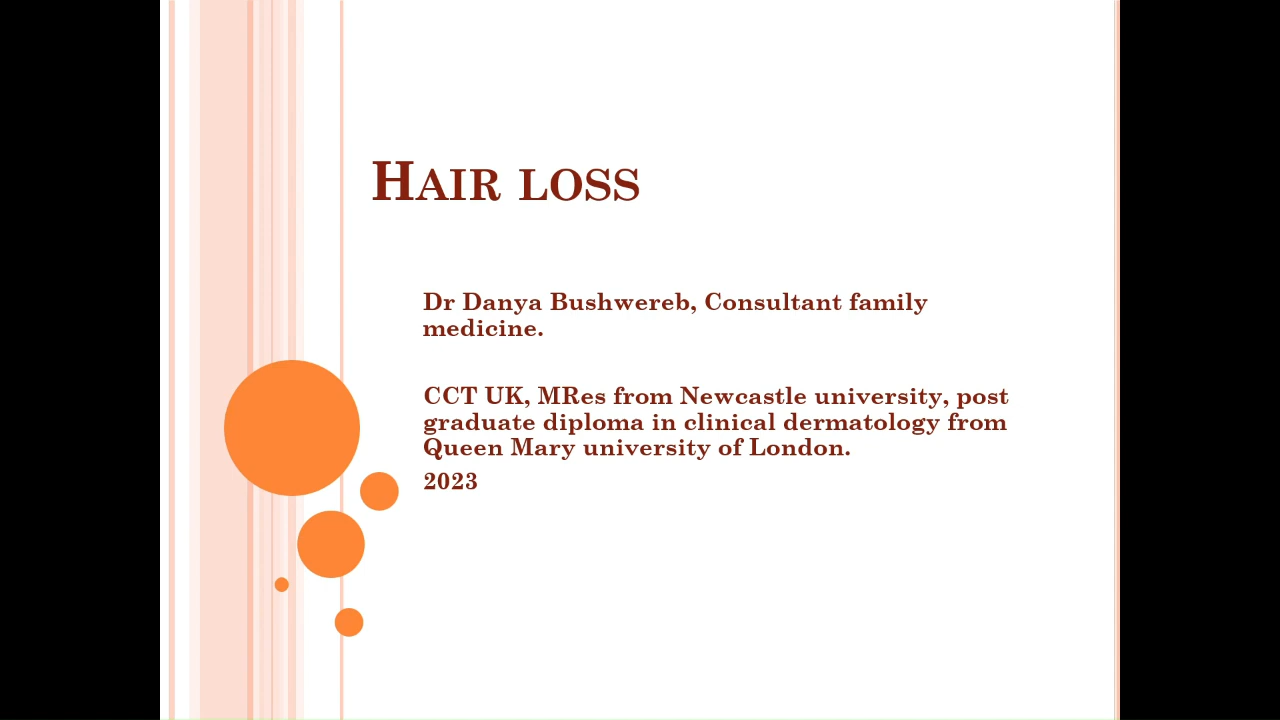 Hair loss
Dr Danya Bushwereb, Consultant family
medicine.
CCT UK, MRes from Newcastle university, post
graduate diploma in clinical dermatology from
Queen Mary university of London.
2023